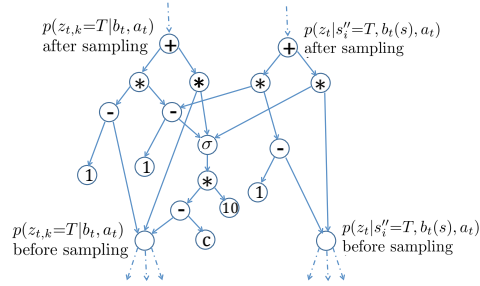 p(z_{t,k}=T|b_t, a_t)
after sampling
p(z_t|s''_i=T, b_t(s), a_t)
after sampling
+
+
*
*
*
*
-
-
σ
-
1
1
*
1
-
10
c
p(z_{t,k}=T|b_t, a_t)
before sampling
p(z_t|s''_i=T, b_t(s), a_t)
before sampling